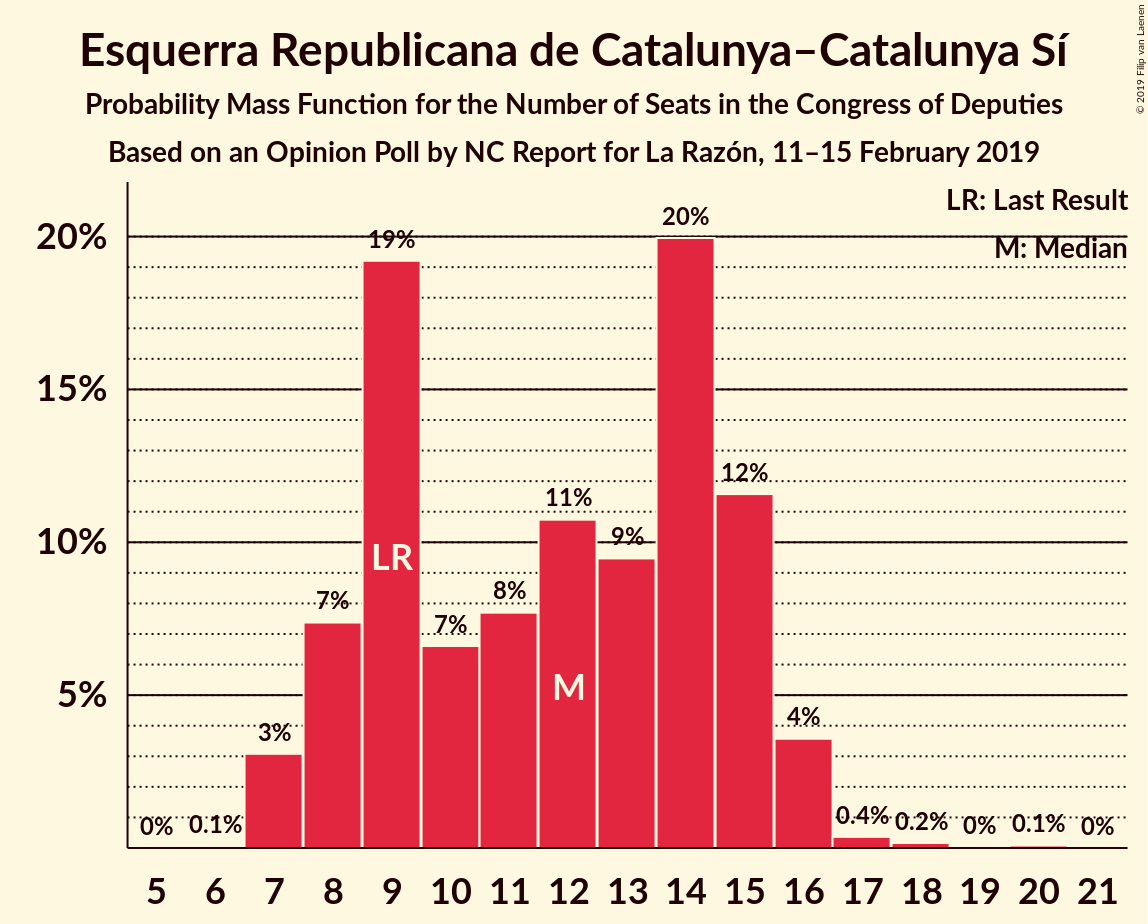 Esquerra Republicana de Catalunya–Catalunya Sí
Probability Mass Function for the Number of Seats in the Congress of Deputies
Based on an Opinion Poll by NC Report for La Razón, 11–15 February 2019
© 2019 Filip van Laenen
LR: Last Result
M: Median
20%
15%
10%
5%
0% 0.1% 3% 7% 19% 7% 8% 11% 9% 20% 12% 4% 0.4% 0.2% 0% 0.1% 0%
LR
M
5 6 7 8 9 10 11 12 13 14 15 16 17 18 19 20 21